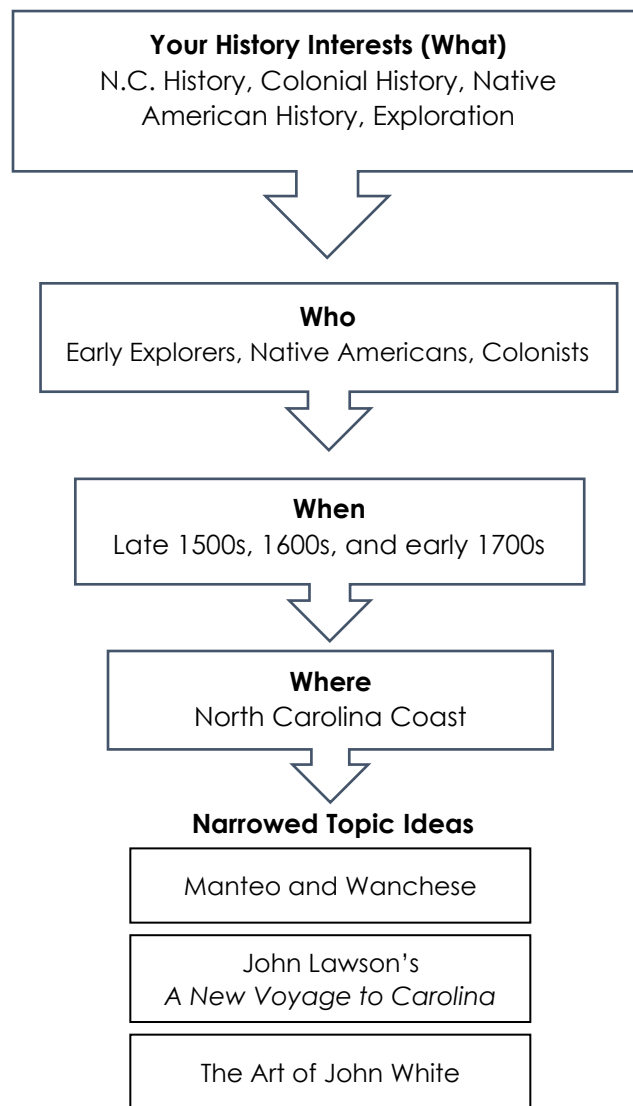 Your History Interests (What)
N.C. History, Colonial History, Native
American History, Exploration
Who
Early Explorers, Native Americans, Colonists
When
Late 1500s, 1600s, and early 1700s
Where
North Carolina Coast
Narrowed Topic Ideas
Manteo and Wanchese
John Lawson’s
A New Voyage to Carolina
The Art of John White